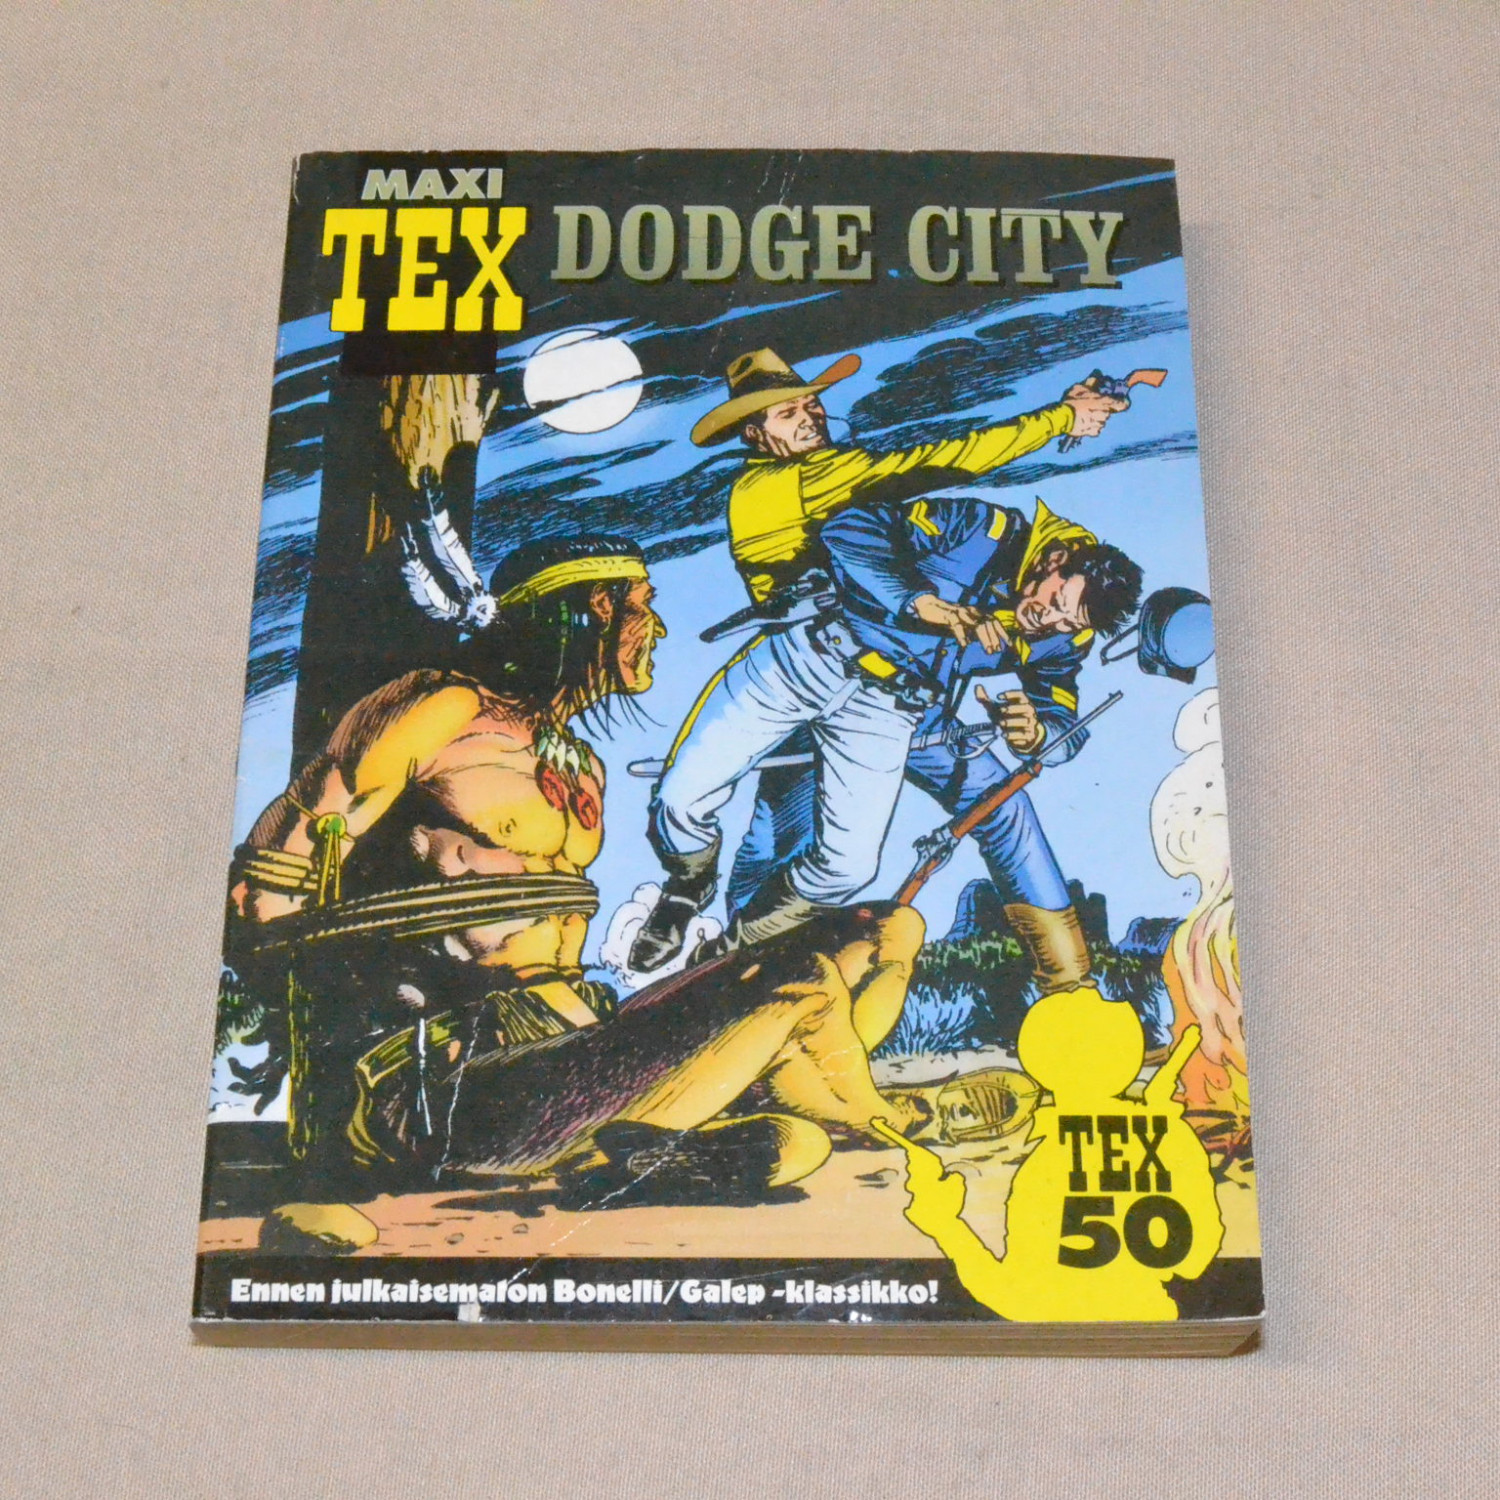 MAXI
TEX
DODGE CITY
TEX
50
Ennen julkaisematon Bonelli/Galep -klassikko!